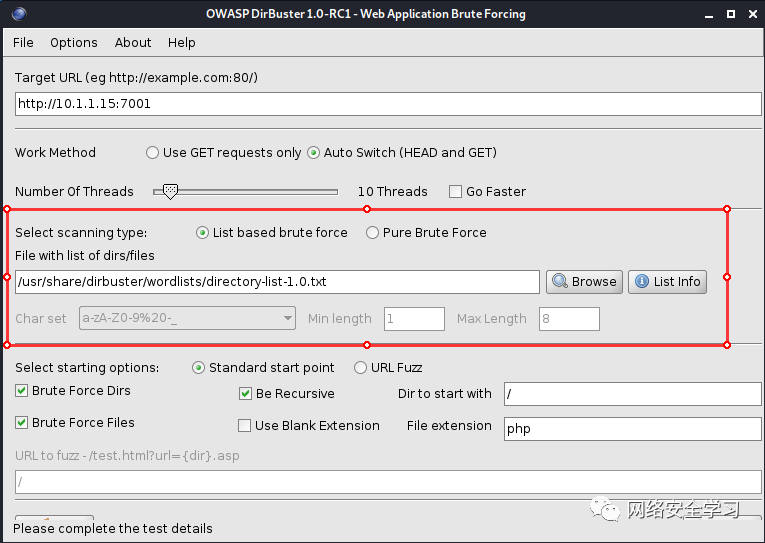 OWASP DirBuster 1.0-RC1 - Web Application Brute Forcing
File Options About Help
Target URL (eg http://example.com:80/)
http://10.1.1.15:7001
Work Method Use GET requests only Auto Switch (HEAD and GET)
Number Of Threads 10 Threads Go Faster
Select scanning type: List based brute force Pure Brute Force
File with list of dirs/files
/usr/share/dirbuster/wordlists/directory-list-1.0.txt Browse List Info
Char set a-zA-Z0-9%20-_ Min length 1 Max Length 8
Select starting options: Standard start point URL Fuzz
Brute Force Dirs Be Recursive Dir to start with /
Brute Force Files Use Blank Extension File extension php
URL to fuzz - /test.html?url={dir}.asp
/
网络安全学习
Please complete the test details